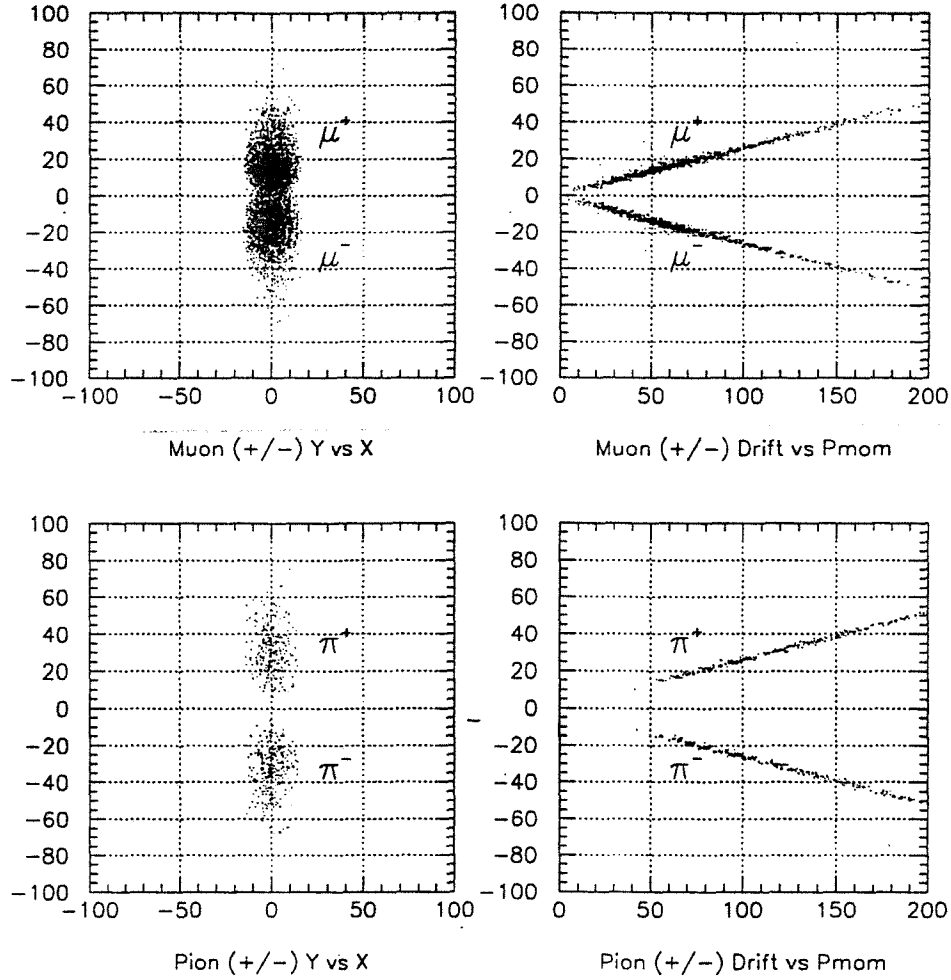 100
80
60
40
20
0
−20
−40
−60
−80
−100
μ⁺
μ⁻
−100 −50 0 50 100
Muon (+/−) Y vs X
100
80
60
40
20
0
−20
−40
−60
−80
−100
μ⁺
μ⁻
0 50 100 150 200
Muon (+/−) Drift vs Pmom
100
80
60
40
20
0
−20
−40
−60
−80
−100
π⁺
π⁻
−100 −50 0 50 100
Pion (+/−) Y vs X
100
80
60
40
20
0
−20
−40
−60
−80
−100
π⁺
π⁻
0 50 100 150 200
Pion (+/−) Drift vs Pmom